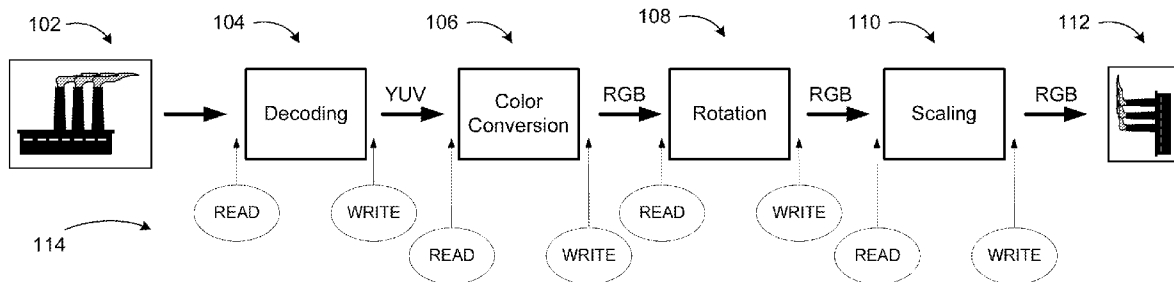 102
104
106
108
110
112
Decoding
YUV
Color
Conversion
RGB
Rotation
RGB
Scaling
RGB
READ
WRITE
READ
WRITE
READ
WRITE
READ
WRITE
114